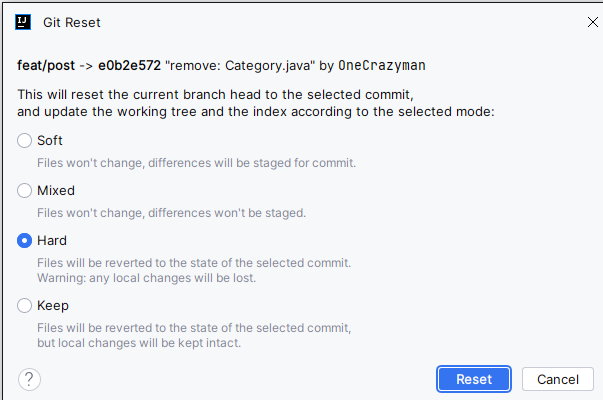 IJ Git Reset
feat/post -> e0b2e572 "remove: Category.java" by OneCrazyman
This will reset the current branch head to the selected commit,
and update the working tree and the index according to the selected mode:
Soft
Files won't change, differences will be staged for commit.
Mixed
Files won't change, differences won't be staged.
Hard
Files will be reverted to the state of the selected commit.
Warning: any local changes will be lost.
Keep
Files will be reverted to the state of the selected commit,
but local changes will be kept intact.
? Reset Cancel